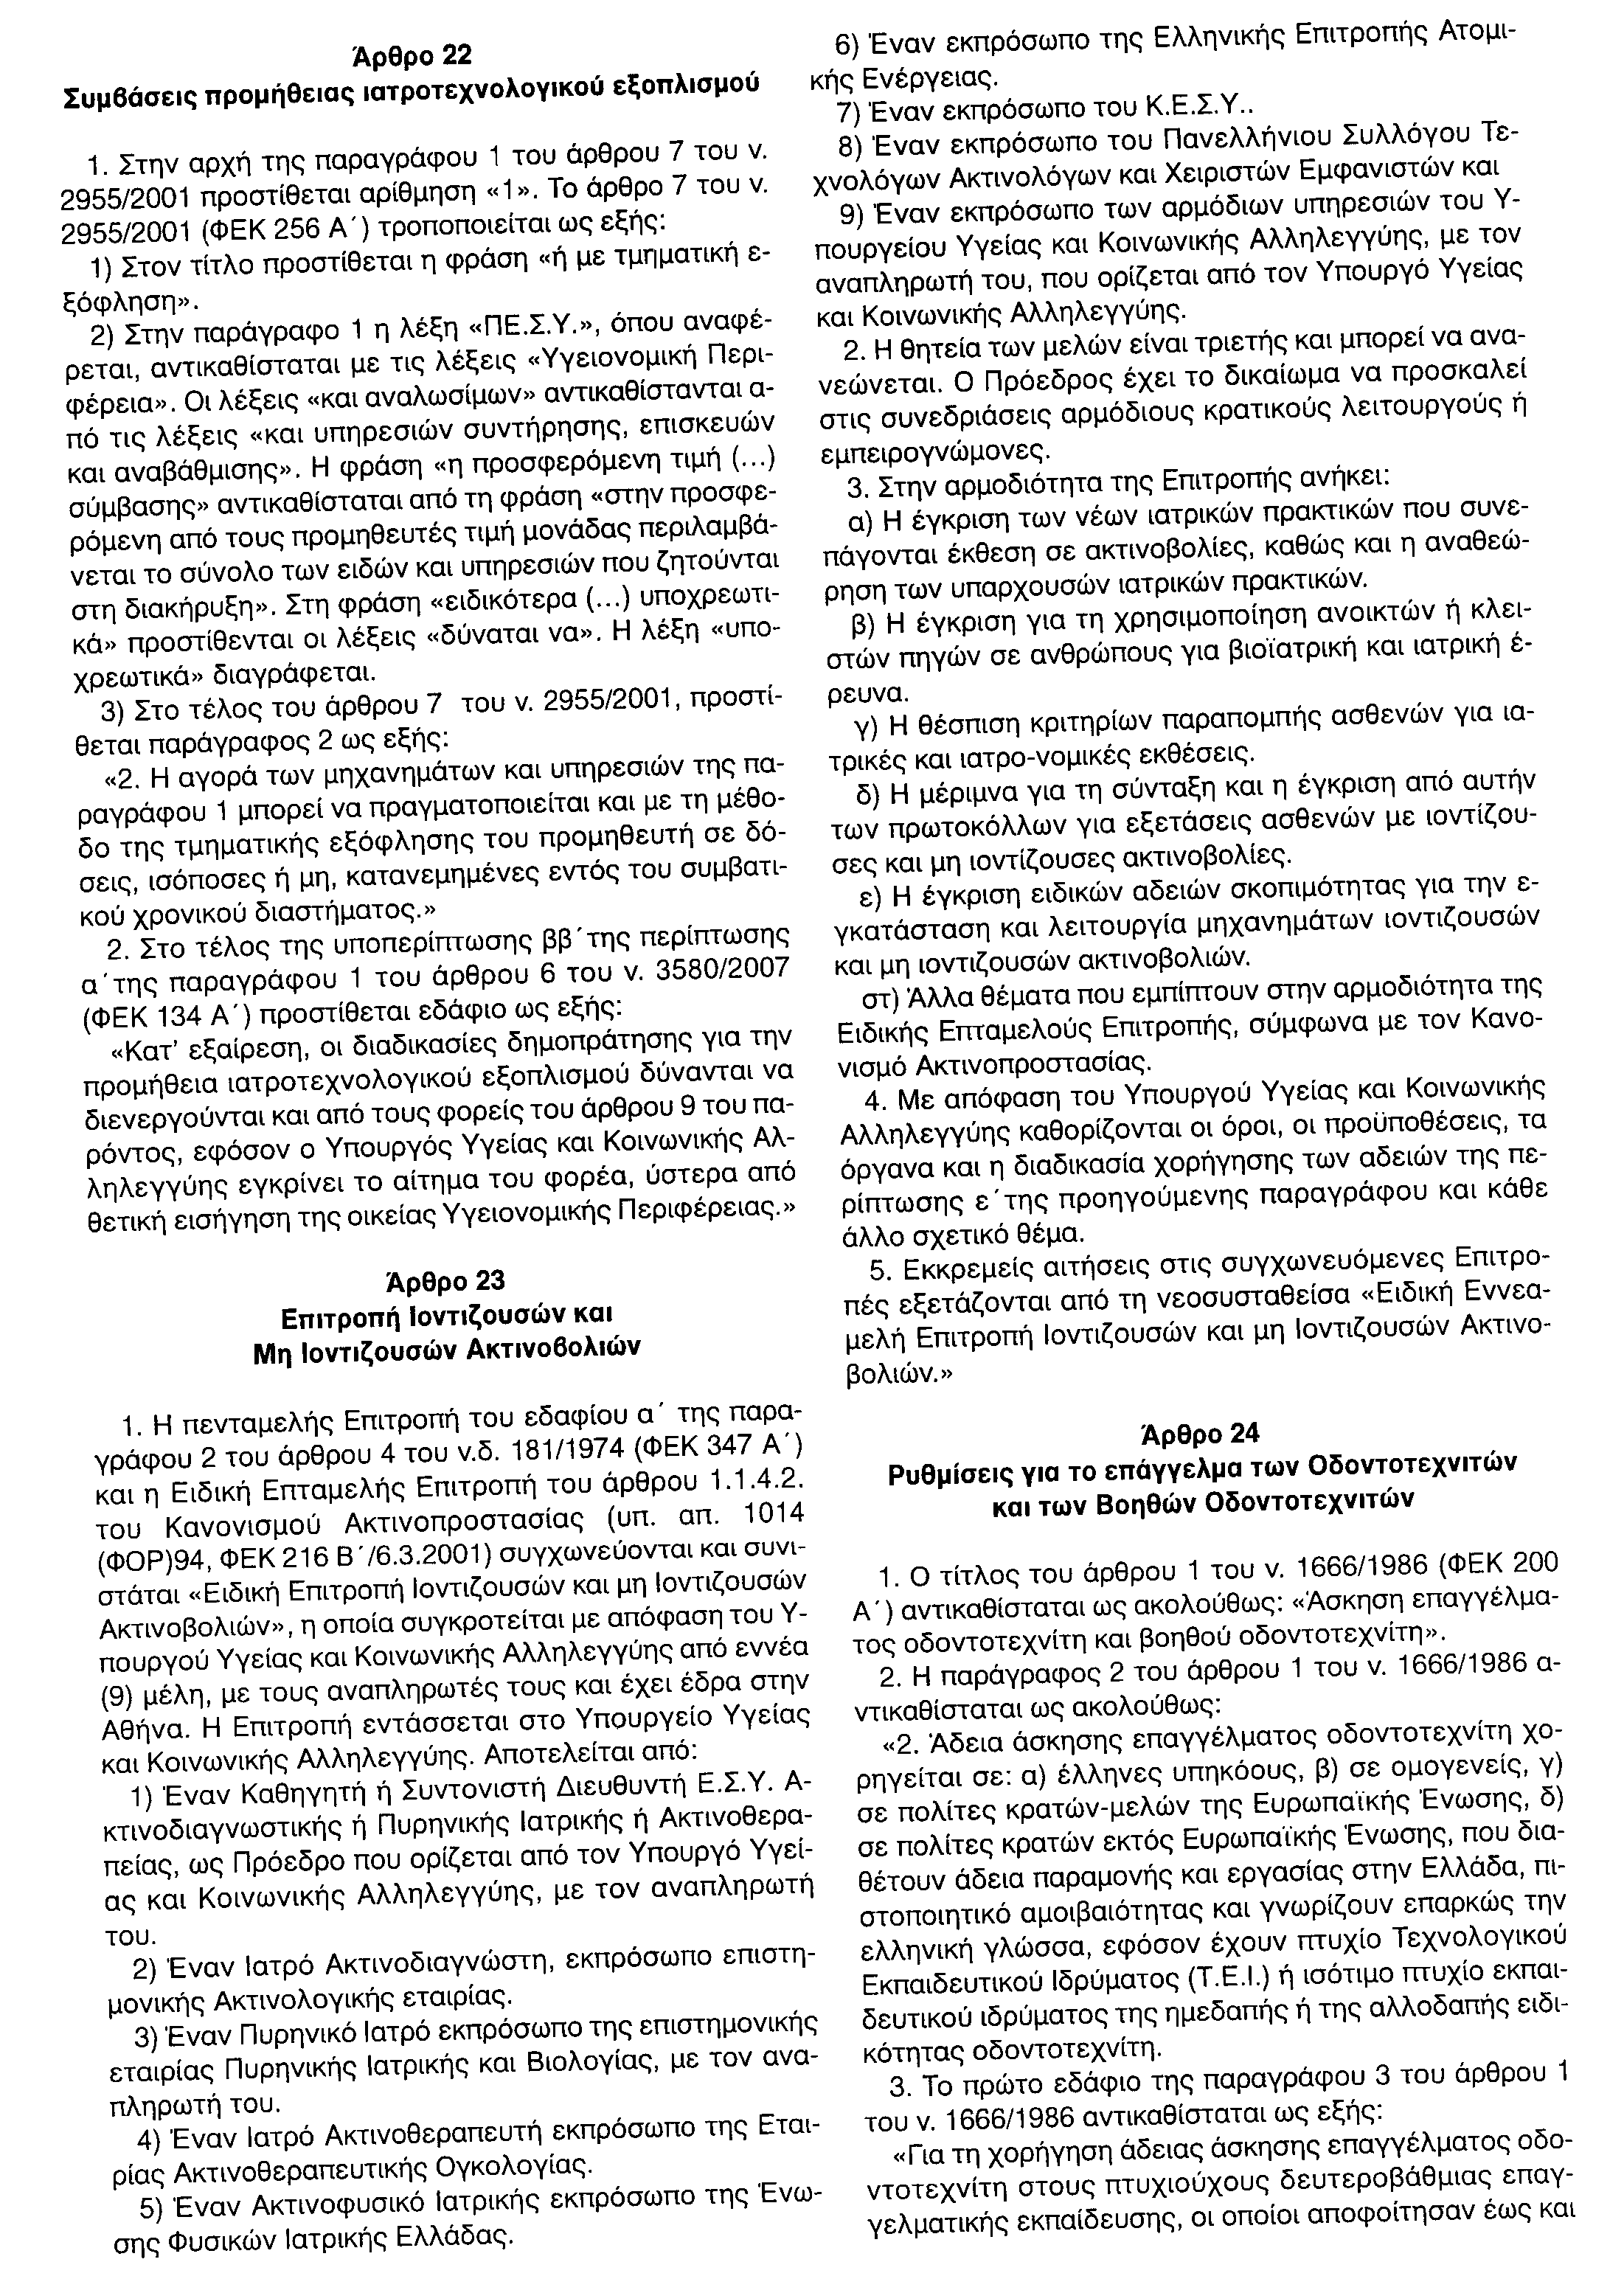 Άρθρο 22
Συμβάσεις προμήθειας ιατροτεχνολογικού εξοπλισμού
1. Στην αρχή της παραγράφου 1 του άρθρου 7 του ν.
2955/2001 προστίθεται αρίθμηση «1». Το άρθρο 7 του ν.
2955/2001 (ΦΕΚ 256 Α΄) τροποποιείται ως εξής:
1) Στον τίτλο προστίθεται η φράση «ή με τμηματική ε-
ξόφληση».
2) Στην παράγραφο 1 η λέξη «ΠΕ.Σ.Υ.», όπου αναφέ-
ρεται, αντικαθίσταται με τις λέξεις «Υγειονομική Περι-
φέρεια». Οι λέξεις «και αναλωσίμων» αντικαθίστανται α-
πό τις λέξεις «και υπηρεσιών συντήρησης, επισκευών
και αναβάθμισης». Η φράση «η προσφερόμενη τιμή (...)
σύμβασης» αντικαθίσταται από τη φράση «στην προσφε-
ρόμενη από τους προμηθευτές τιμή μονάδας περιλαμβά-
νεται το σύνολο των ειδών και υπηρεσιών που ζητούνται
στη διακήρυξη». Στη φράση «ειδικότερα (...) υποχρεωτι-
κά» προστίθενται οι λέξεις «δύναται να». Η λέξη «υπο-
χρεωτικά» διαγράφεται.
3) Στο τέλος του άρθρου 7 του ν. 2955/2001, προστί-
θεται παράγραφος 2 ως εξής:
«2. Η αγορά των μηχανημάτων και υπηρεσιών της πα-
ραγράφου 1 μπορεί να πραγματοποιείται και με τη μέθο-
δο της τμηματικής εξόφλησης του προμηθευτή σε δό-
σεις, ισόποσες ή μη, κατανεμημένες εντός του συμβατι-
κού χρονικού διαστήματος.»
2. Στο τέλος της υποπερίπτωσης ββ΄της περίπτωσης
α΄της παραγράφου 1 του άρθρου 6 του ν. 3580/2007
(ΦΕΚ 134 Α΄) προστίθεται εδάφιο ως εξής:
«Κατ' εξαίρεση, οι διαδικασίες δημοπράτησης για την
προμήθεια ιατροτεχνολογικού εξοπλισμού δύνανται να
διενεργούνται και από τους φορείς του άρθρου 9 του πα-
ρόντος, εφόσον ο Υπουργός Υγείας και Κοινωνικής Αλ-
ληλεγγύης εγκρίνει το αίτημα του φορέα, ύστερα από
θετική εισήγηση της οικείας Υγειονομικής Περιφέρειας.»
Άρθρο 23
Επιτροπή Ιοντιζουσών και
Μη Ιοντιζουσών Ακτινοβολιών
1. Η πενταμελής Επιτροπή του εδαφίου α΄ της παρα-
γράφου 2 του άρθρου 4 του ν.δ. 181/1974 (ΦΕΚ 347 Α΄)
και η Ειδική Επταμελής Επιτροπή του άρθρου 1.1.4.2.
του Κανονισμού Ακτινοπροστασίας (υπ. απ. 1014
(ΦΟΡ)94, ΦΕΚ 216 Β΄/6.3.2001) συγχωνεύονται και συνι-
στάται «Ειδική Επιτροπή Ιοντιζουσών και μη Ιοντιζουσών
Ακτινοβολιών», η οποία συγκροτείται με απόφαση του Υ-
πουργού Υγείας και Κοινωνικής Αλληλεγγύης από εννέα
(9) μέλη, με τους αναπληρωτές τους και έχει έδρα στην
Αθήνα. Η Επιτροπή εντάσσεται στο Υπουργείο Υγείας
και Κοινωνικής Αλληλεγγύης. Αποτελείται από:
1) Έναν Καθηγητή ή Συντονιστή Διευθυντή Ε.Σ.Υ. Α-
κτινοδιαγνωστικής ή Πυρηνικής Ιατρικής ή Ακτινοθερα-
πείας, ως Πρόεδρο που ορίζεται από τον Υπουργό Υγεί-
ας και Κοινωνικής Αλληλεγγύης, με τον αναπληρωτή
του.
2) Έναν Ιατρό Ακτινοδιαγνώστη, εκπρόσωπο επιστη-
μονικής Ακτινολογικής εταιρίας.
3) Έναν Πυρηνικό Ιατρό εκπρόσωπο της επιστημονικής
εταιρίας Πυρηνικής Ιατρικής και Βιολογίας, με τον ανα-
πληρωτή του.
4) Έναν Ιατρό Ακτινοθεραπευτή εκπρόσωπο της Εται-
ρίας Ακτινοθεραπευτικής Ογκολογίας.
5) Έναν Ακτινοφυσικό Ιατρικής εκπρόσωπο της Ένω-
σης Φυσικών Ιατρικής Ελλάδας.
6) Έναν εκπρόσωπο της Ελληνικής Επιτροπής Ατομι-
κής Ενέργειας.
7) Έναν εκπρόσωπο του Κ.Ε.Σ.Υ..
8) Έναν εκπρόσωπο του Πανελλήνιου Συλλόγου Τε-
χνολόγων Ακτινολόγων και Χειριστών Εμφανιστών και
9) Έναν εκπρόσωπο των αρμόδιων υπηρεσιών του Υ-
πουργείου Υγείας και Κοινωνικής Αλληλεγγύης, με τον
αναπληρωτή του, που ορίζεται από τον Υπουργό Υγείας
και Κοινωνικής Αλληλεγγύης.
2. Η θητεία των μελών είναι τριετής και μπορεί να ανα-
νεώνεται. Ο Πρόεδρος έχει το δικαίωμα να προσκαλεί
στις συνεδριάσεις αρμόδιους κρατικούς λειτουργούς ή
εμπειρογνώμονες.
3. Στην αρμοδιότητα της Επιτροπής ανήκει:
α) Η έγκριση των νέων ιατρικών πρακτικών που συνε-
πάγονται έκθεση σε ακτινοβολίες, καθώς και η αναθεώ-
ρηση των υπαρχουσών ιατρικών πρακτικών.
β) Η έγκριση για τη χρησιμοποίηση ανοικτών ή κλει-
στών πηγών σε ανθρώπους για βιοϊατρική και ιατρική έ-
ρευνα.
γ) Η θέσπιση κριτηρίων παραπομπής ασθενών για ια-
τρικές και ιατρο-νομικές εκθέσεις.
δ) Η μέριμνα για τη σύνταξη και η έγκριση από αυτήν
των πρωτοκόλλων για εξετάσεις ασθενών με ιοντίζου-
σες και μη ιοντίζουσες ακτινοβολίες.
ε) Η έγκριση ειδικών αδειών σκοπιμότητας για την ε-
γκατάσταση και λειτουργία μηχανημάτων ιοντιζουσών
και μη ιοντιζουσών ακτινοβολιών.
στ) Άλλα θέματα που εμπίπτουν στην αρμοδιότητα της
Ειδικής Επταμελούς Επιτροπής, σύμφωνα με τον Κανο-
νισμό Ακτινοπροστασίας.
4. Με απόφαση του Υπουργού Υγείας και Κοινωνικής
Αλληλεγγύης καθορίζονται οι όροι, οι προϋποθέσεις, τα
όργανα και η διαδικασία χορήγησης των αδειών της πε-
ρίπτωσης ε΄της προηγούμενης παραγράφου και κάθε
άλλο σχετικό θέμα.
5. Εκκρεμείς αιτήσεις στις συγχωνευόμενες Επιτρο-
πές εξετάζονται από τη νεοσυσταθείσα «Ειδική Εννεα-
μελή Επιτροπή Ιοντιζουσών και μη Ιοντιζουσών Ακτινο-
βολιών.»
Άρθρο 24
Ρυθμίσεις για το επάγγελμα των Οδοντοτεχνιτών
και των Βοηθών Οδοντοτεχνιτών
1. Ο τίτλος του άρθρου 1 του ν. 1666/1986 (ΦΕΚ 200
Α΄) αντικαθίσταται ως ακολούθως: «Άσκηση επαγγέλμα-
τος οδοντοτεχνίτη και βοηθού οδοντοτεχνίτη».
2. Η παράγραφος 2 του άρθρου 1 του ν. 1666/1986 α-
ντικαθίσταται ως ακολούθως:
«2. Άδεια άσκησης επαγγέλματος οδοντοτεχνίτη χο-
ρηγείται σε: α) έλληνες υπηκόους, β) σε ομογενείς, γ)
σε πολίτες κρατών-μελών της Ευρωπαϊκής Ένωσης, δ)
σε πολίτες κρατών εκτός Ευρωπαϊκής Ένωσης, που δια-
θέτουν άδεια παραμονής και εργασίας στην Ελλάδα, πι-
στοποιητικό αμοιβαιότητας και γνωρίζουν επαρκώς την
ελληνική γλώσσα, εφόσον έχουν πτυχίο Τεχνολογικού
Εκπαιδευτικού Ιδρύματος (Τ.Ε.Ι.) ή ισότιμο πτυχίο εκπαι-
δευτικού ιδρύματος της ημεδαπής ή της αλλοδαπής ειδι-
κότητας οδοντοτεχνίτη.
3. Το πρώτο εδάφιο της παραγράφου 3 του άρθρου 1
του ν. 1666/1986 αντικαθίσταται ως εξής:
«Για τη χορήγηση άδειας άσκησης επαγγέλματος οδο-
ντοτεχνίτη στους πτυχιούχους δευτεροβάθμιας επαγ-
γελματικής εκπαίδευσης, οι οποίοι αποφοίτησαν έως και